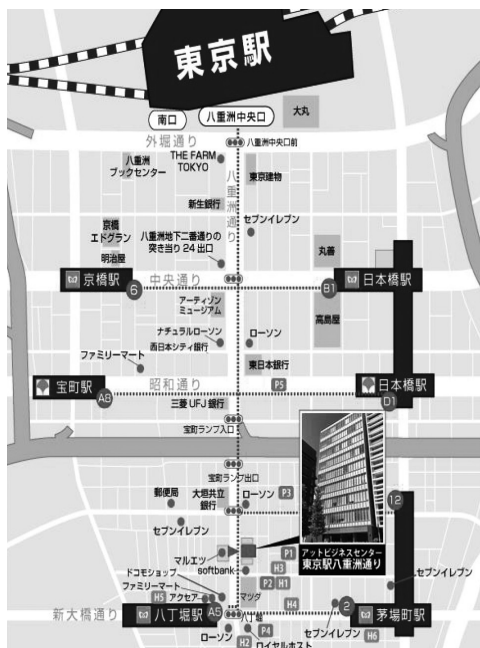 東京駅
南口
八重洲中央口
大丸
外堀通り
八重洲中央口前
八重洲
ブックセンター
THE FARM
TOKYO
八重洲通り
東京建物
新生銀行
セブンイレブン
京橋
エドグラン
八重洲地下二番通りの
突き当り 24 出口
丸善
明治屋
京橋駅
6
中央通り
B1
日本橋駅
アーティゾン
ミュージアム
高島屋
ナチュラルローソン
ローソン
西日本シティ銀行
ファミリーマート
東日本銀行
宝町駅
A8
昭和通り
P5
日本橋駅
D1
三菱 UFJ 銀行
宝町ランプ入口
宝町ランプ出口
郵便局
大垣共立
銀行
ローソン
P3
12
セブンイレブン
マルエツ
P1
アットビジネスセンター
東京駅八重洲通り
softbank
H3
ドコモショップ
P2
H1
セブンイレブン
ファミリーマート
アクセア
H5
マツダ
H4
新大橋通り
八丁堀駅
A5
八丁堀
2
茅場町駅
ローソン
P4
セブンイレブン
H6
H2
ロイヤルホスト